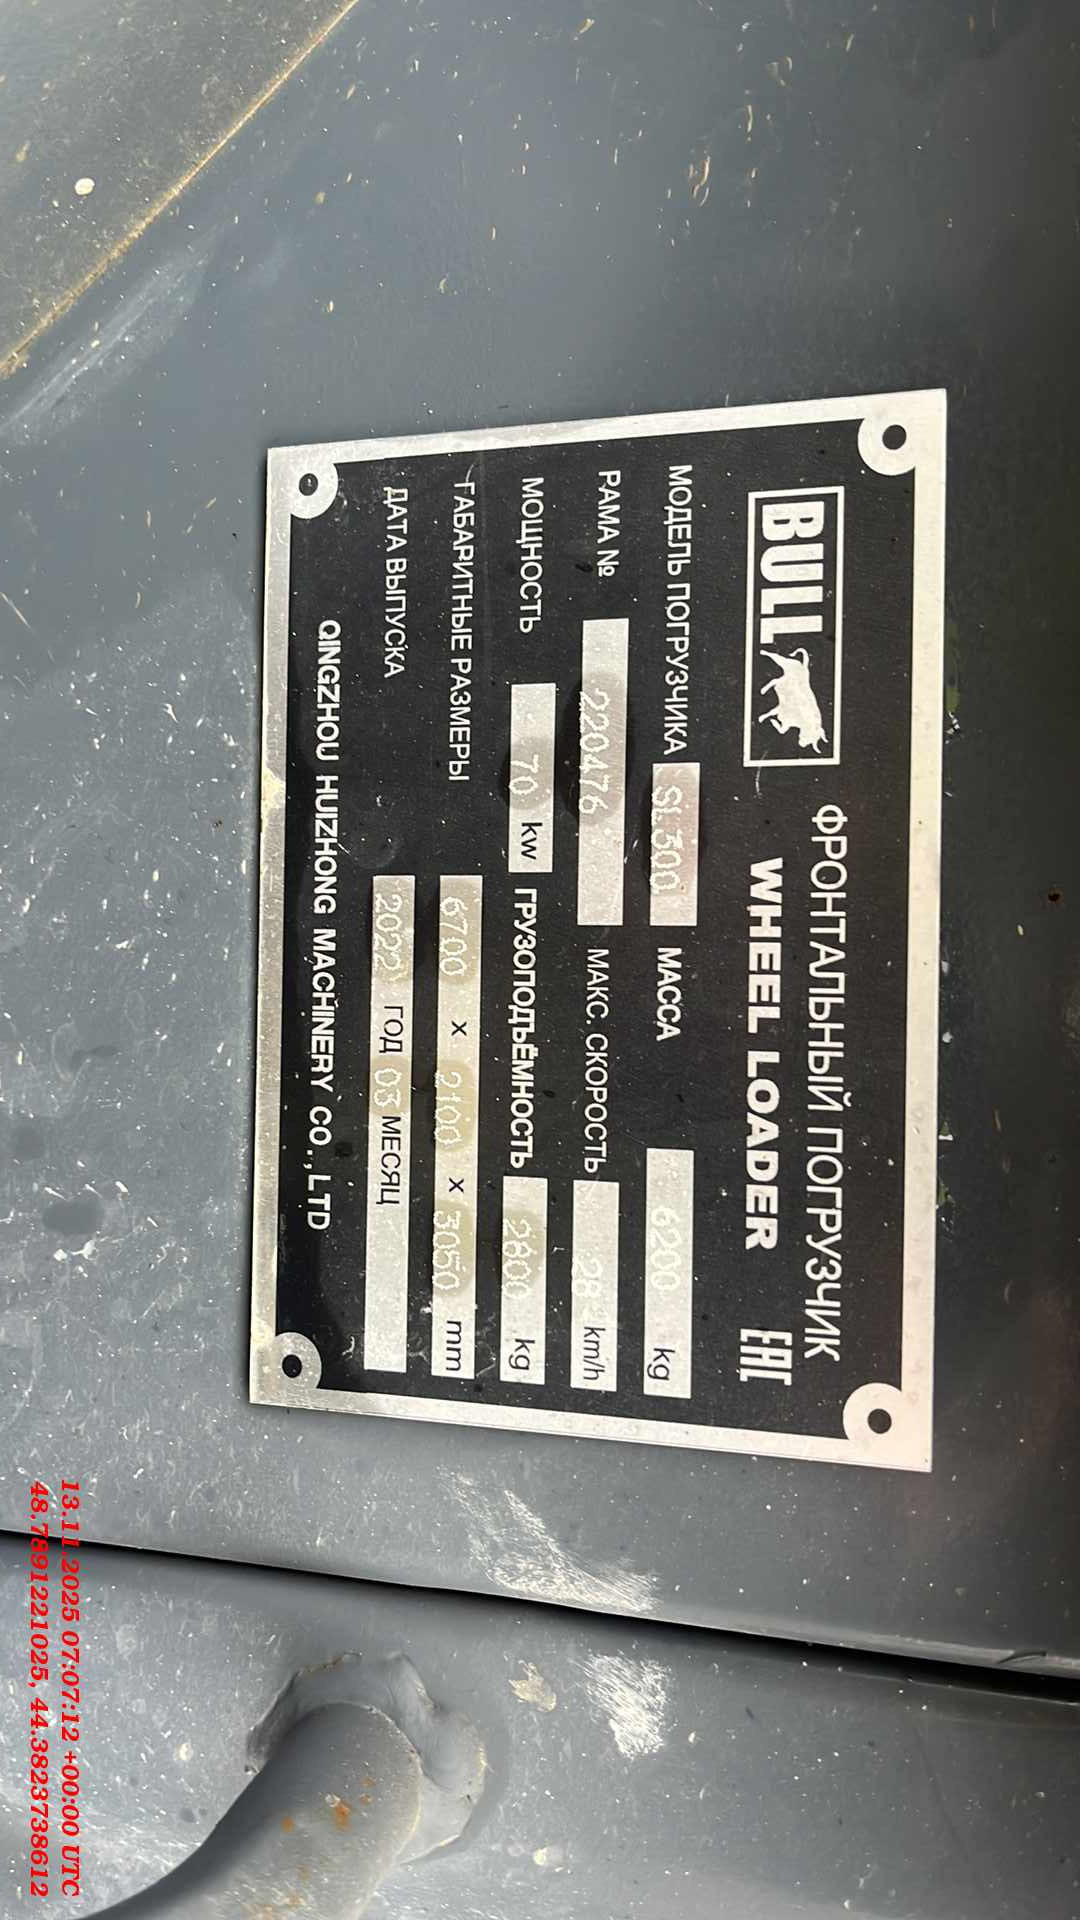 BULL
ФРОНТАЛЬНЫЙ ПОГРУЗЧИК
WHEEL LOADER
EAC
МОДЕЛЬ ПОГРУЗЧИКА SL300 МАССА 6200 kg
РАМА № 220476 МАКС. СКОРОСТЬ 28 km/h
МОЩНОСТЬ 70 kw ГРУЗОПОДЪЁМНОСТЬ 2800 kg
ГАБАРИТНЫЕ РАЗМЕРЫ 6700 x 2100 x 3050 mm
ДАТА ВЫПУСКА 2022 ГОД 03 МЕСЯЦ
QINGZHOU HUIZHONG MACHINERY CO.,LTD
13.11.2025 07:07:12 +00:00 UTC
48.7891221025, 44.3823738612